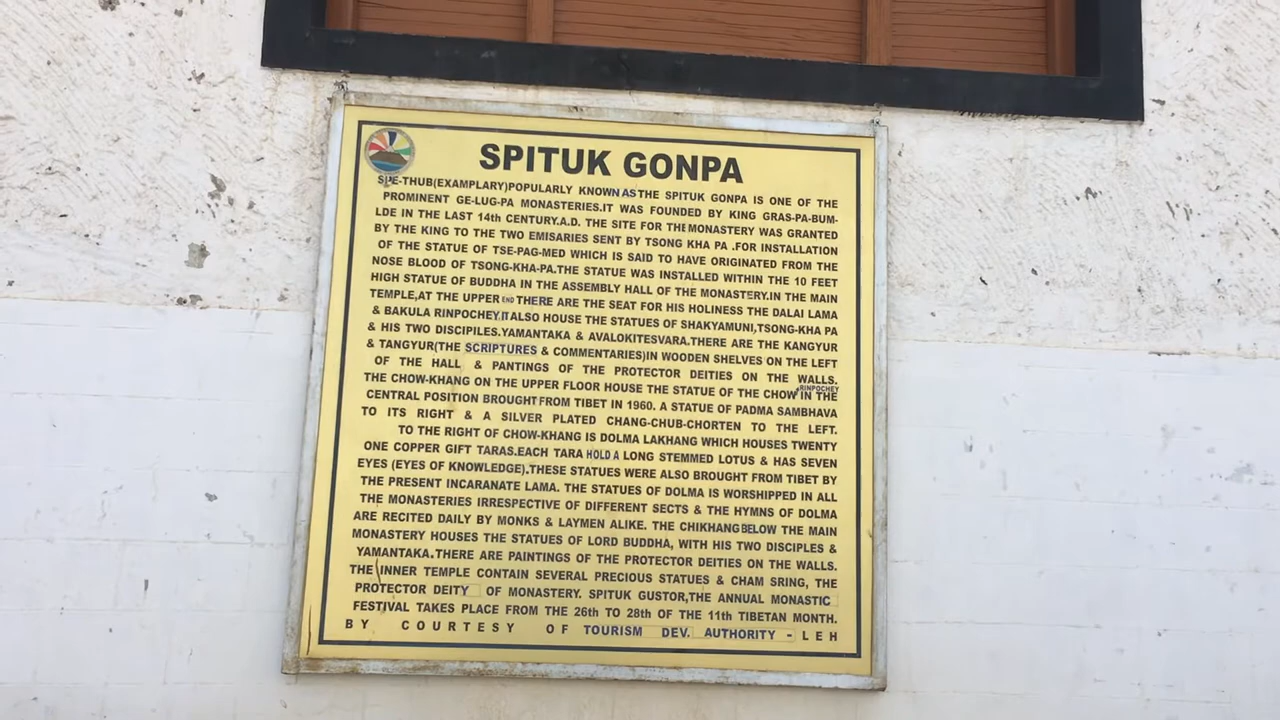 SPITUK GONPA
SPE-THUB(EXAMPLARY)POPULARLY KNOWN AS THE SPITUK GONPA IS ONE OF THE
PROMINENT GE-LUG-PA MONASTERIES.IT WAS FOUNDED BY KING GRAS-PA-BUM-
LDE IN THE LAST 14th CENTURY.A.D. THE SITE FOR THE MONASTERY WAS GRANTED
BY THE KING TO THE TWO EMISARIES SENT BY TSONG KHA PA .FOR INSTALLATION
OF THE STATUE OF TSE-PAG-MED WHICH IS SAID TO HAVE ORIGINATED FROM THE
NOSE BLOOD OF TSONG-KHA-PA.THE STATUE WAS INSTALLED WITHIN THE 10 FEET
HIGH STATUE OF BUDDHA IN THE ASSEMBLY HALL OF THE MONASTERY.IN THE MAIN
TEMPLE,AT THE UPPER END THERE ARE THE SEAT FOR HIS HOLINESS THE DALAI LAMA
& BAKULA RINPOCHEY.IT ALSO HOUSE THE STATUES OF SHAKYAMUNI,TSONG-KHA PA
& HIS TWO DISCIPLES.YAMANTAKA & AVALOKITESVARA.THERE ARE THE KANGYUR
& TANGYUR(THE SCRIPTURES & COMMENTARIES)IN WOODEN SHELVES ON THE LEFT
OF THE HALL & PANTINGS OF THE PROTECTOR DEITIES ON THE WALLS.
THE CHOW-KHANG ON THE UPPER FLOOR HOUSE THE STATUE OF THE CHOW RINPOCHEY IN THE
CENTRAL POSITION BROUGHT FROM TIBET IN 1960. A STATUE OF PADMA SAMBHAVA
TO ITS RIGHT & A SILVER PLATED CHANG-CHUB-CHORTEN TO THE LEFT.
TO THE RIGHT OF CHOW-KHANG IS DOLMA LAKHANG WHICH HOUSES TWENTY
ONE COPPER GIFT TARAS.EACH TARA HOLD A LONG STEMMED LOTUS & HAS SEVEN
EYES (EYES OF KNOWLEDGE).THESE STATUES WERE ALSO BROUGHT FROM TIBET BY
THE PRESENT INCARANATE LAMA. THE STATUES OF DOLMA IS WORSHIPPED IN ALL
THE MONASTERIES IRRESPECTIVE OF DIFFERENT SECTS & THE HYMNS OF DOLMA
ARE RECITED DAILY BY MONKS & LAYMEN ALIKE. THE CHIKHANG BELOW THE MAIN
MONASTERY HOUSES THE STATUES OF LORD BUDDHA, WITH HIS TWO DISCIPLES &
YAMANTAKA.THERE ARE PAINTINGS OF THE PROTECTOR DEITIES ON THE WALLS.
THE INNER TEMPLE CONTAIN SEVERAL PRECIOUS STATUES & CHAM SRING, THE
PROTECTOR DEITY OF MONASTERY. SPITUK GUSTOR,THE ANNUAL MONASTIC
FESTIVAL TAKES PLACE FROM THE 26th TO 28th OF THE 11th TIBETAN MONTH.
BY COURTESY OF TOURISM DEV. AUTHORITY - LEH